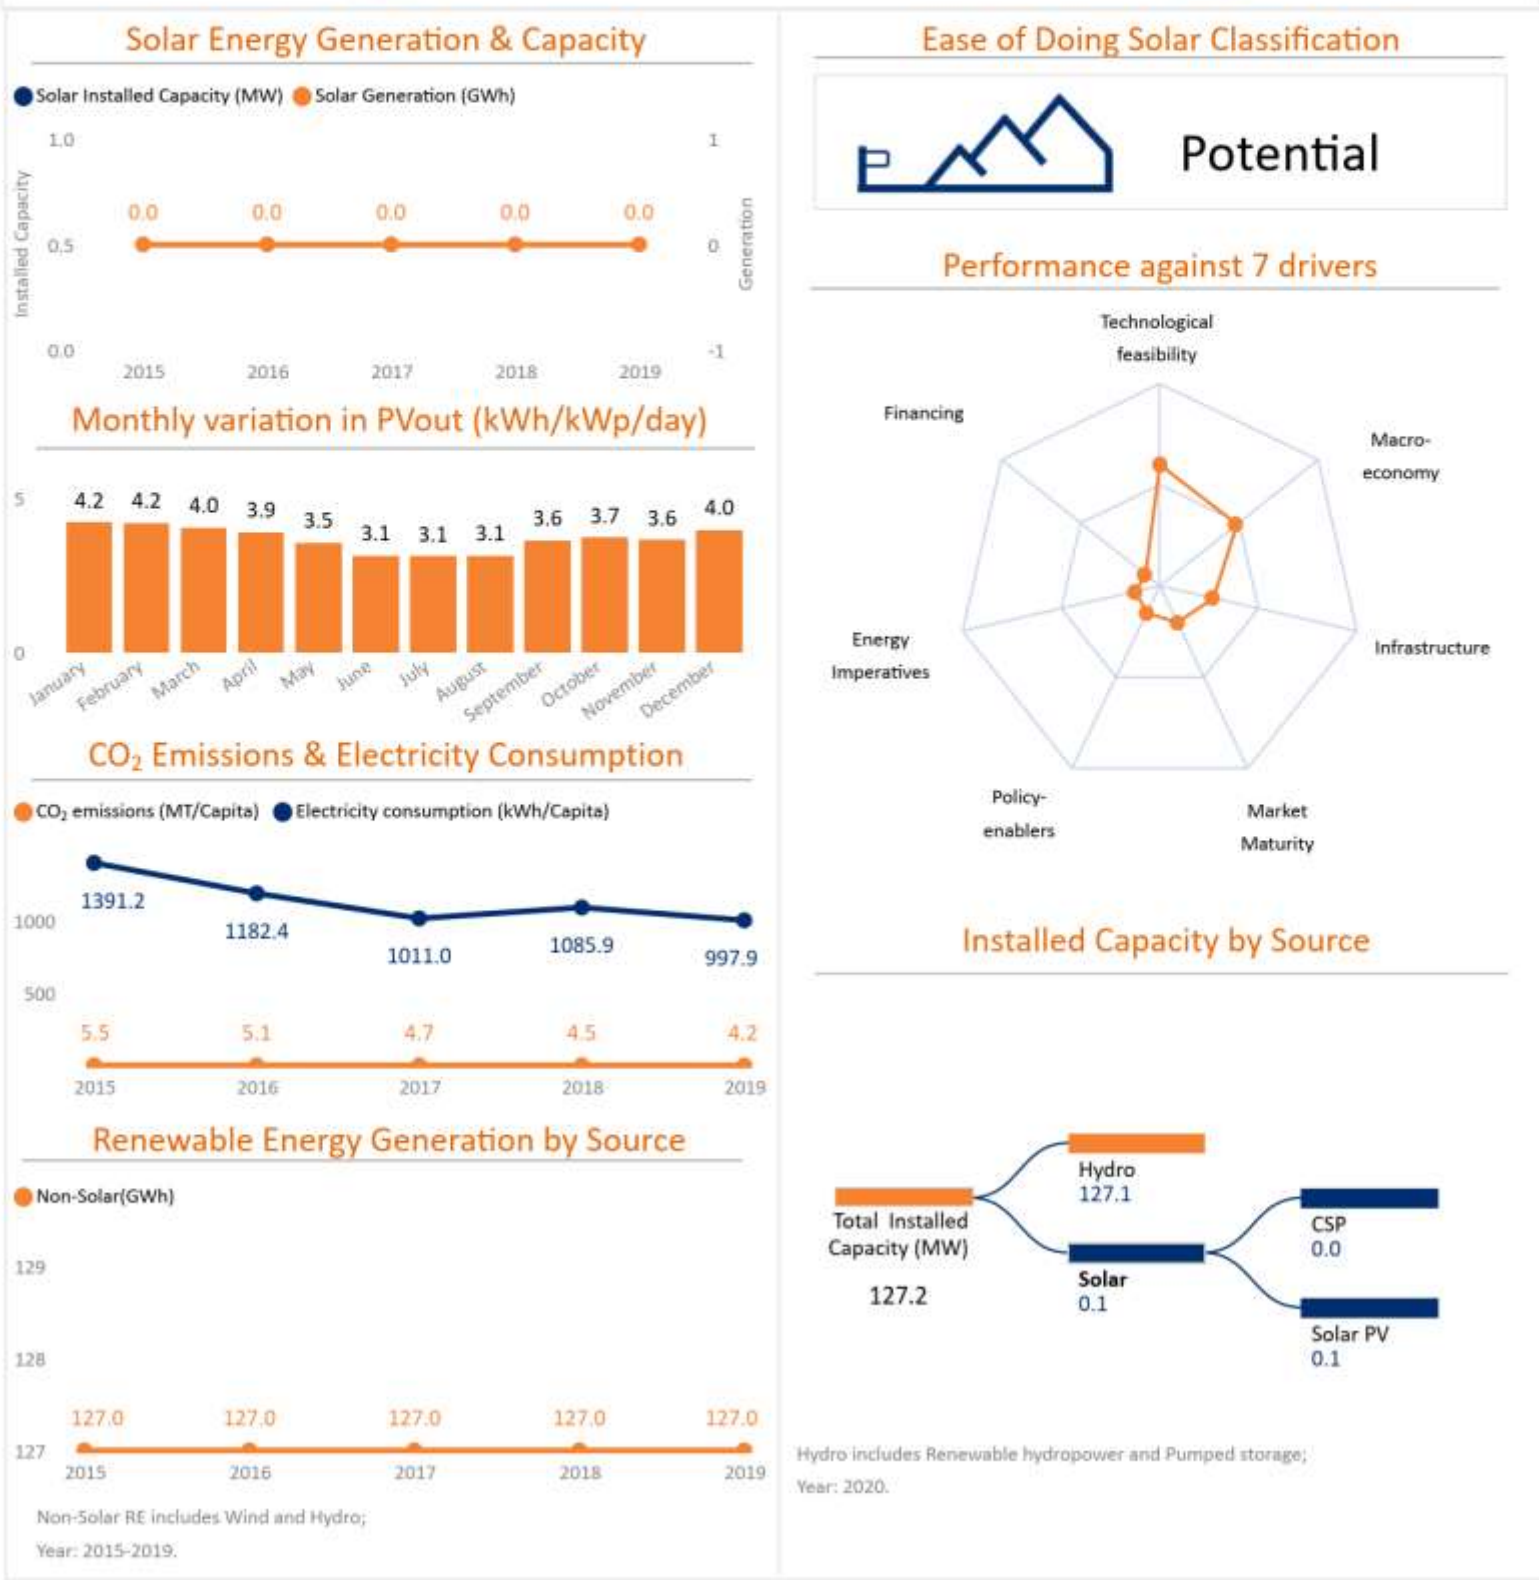 Solar Energy Generation & Capacity
Solar Installed Capacity (MW) Solar Generation (GWh)
Installed Capacity
1.0
0.5
0.0
0.0 0.0 0.0 0.0 0.0
1
0
-1
Generation
2015 2016 2017 2018 2019
Monthly variation in PVout (kWh/kWp/day)
5
0
4.2 4.2 4.0 3.9 3.5 3.1 3.1 3.1 3.6 3.7 3.6 4.0
January February March April May June July August September October November December
CO₂ Emissions & Electricity Consumption
CO₂ emissions (MT/Capita) Electricity consumption (kWh/Capita)
1000
500
1391.2 1182.4 1011.0 1085.9 997.9
5.5 5.1 4.7 4.5 4.2
2015 2016 2017 2018 2019
Renewable Energy Generation by Source
Non-Solar(GWh)
129
128
127
127.0 127.0 127.0 127.0 127.0
2015 2016 2017 2018 2019
Non-Solar RE includes Wind and Hydro;
Year: 2015-2019.
Ease of Doing Solar Classification
Potential
Performance against 7 drivers
Technological
feasibility
Macro-
economy
Infrastructure
Market
Maturity
Policy-
enablers
Energy
Imperatives
Financing
Installed Capacity by Source
Total Installed
Capacity (MW)
127.2
Hydro
127.1
Solar
0.1
CSP
0.0
Solar PV
0.1
Hydro includes Renewable hydropower and Pumped storage;
Year: 2020.